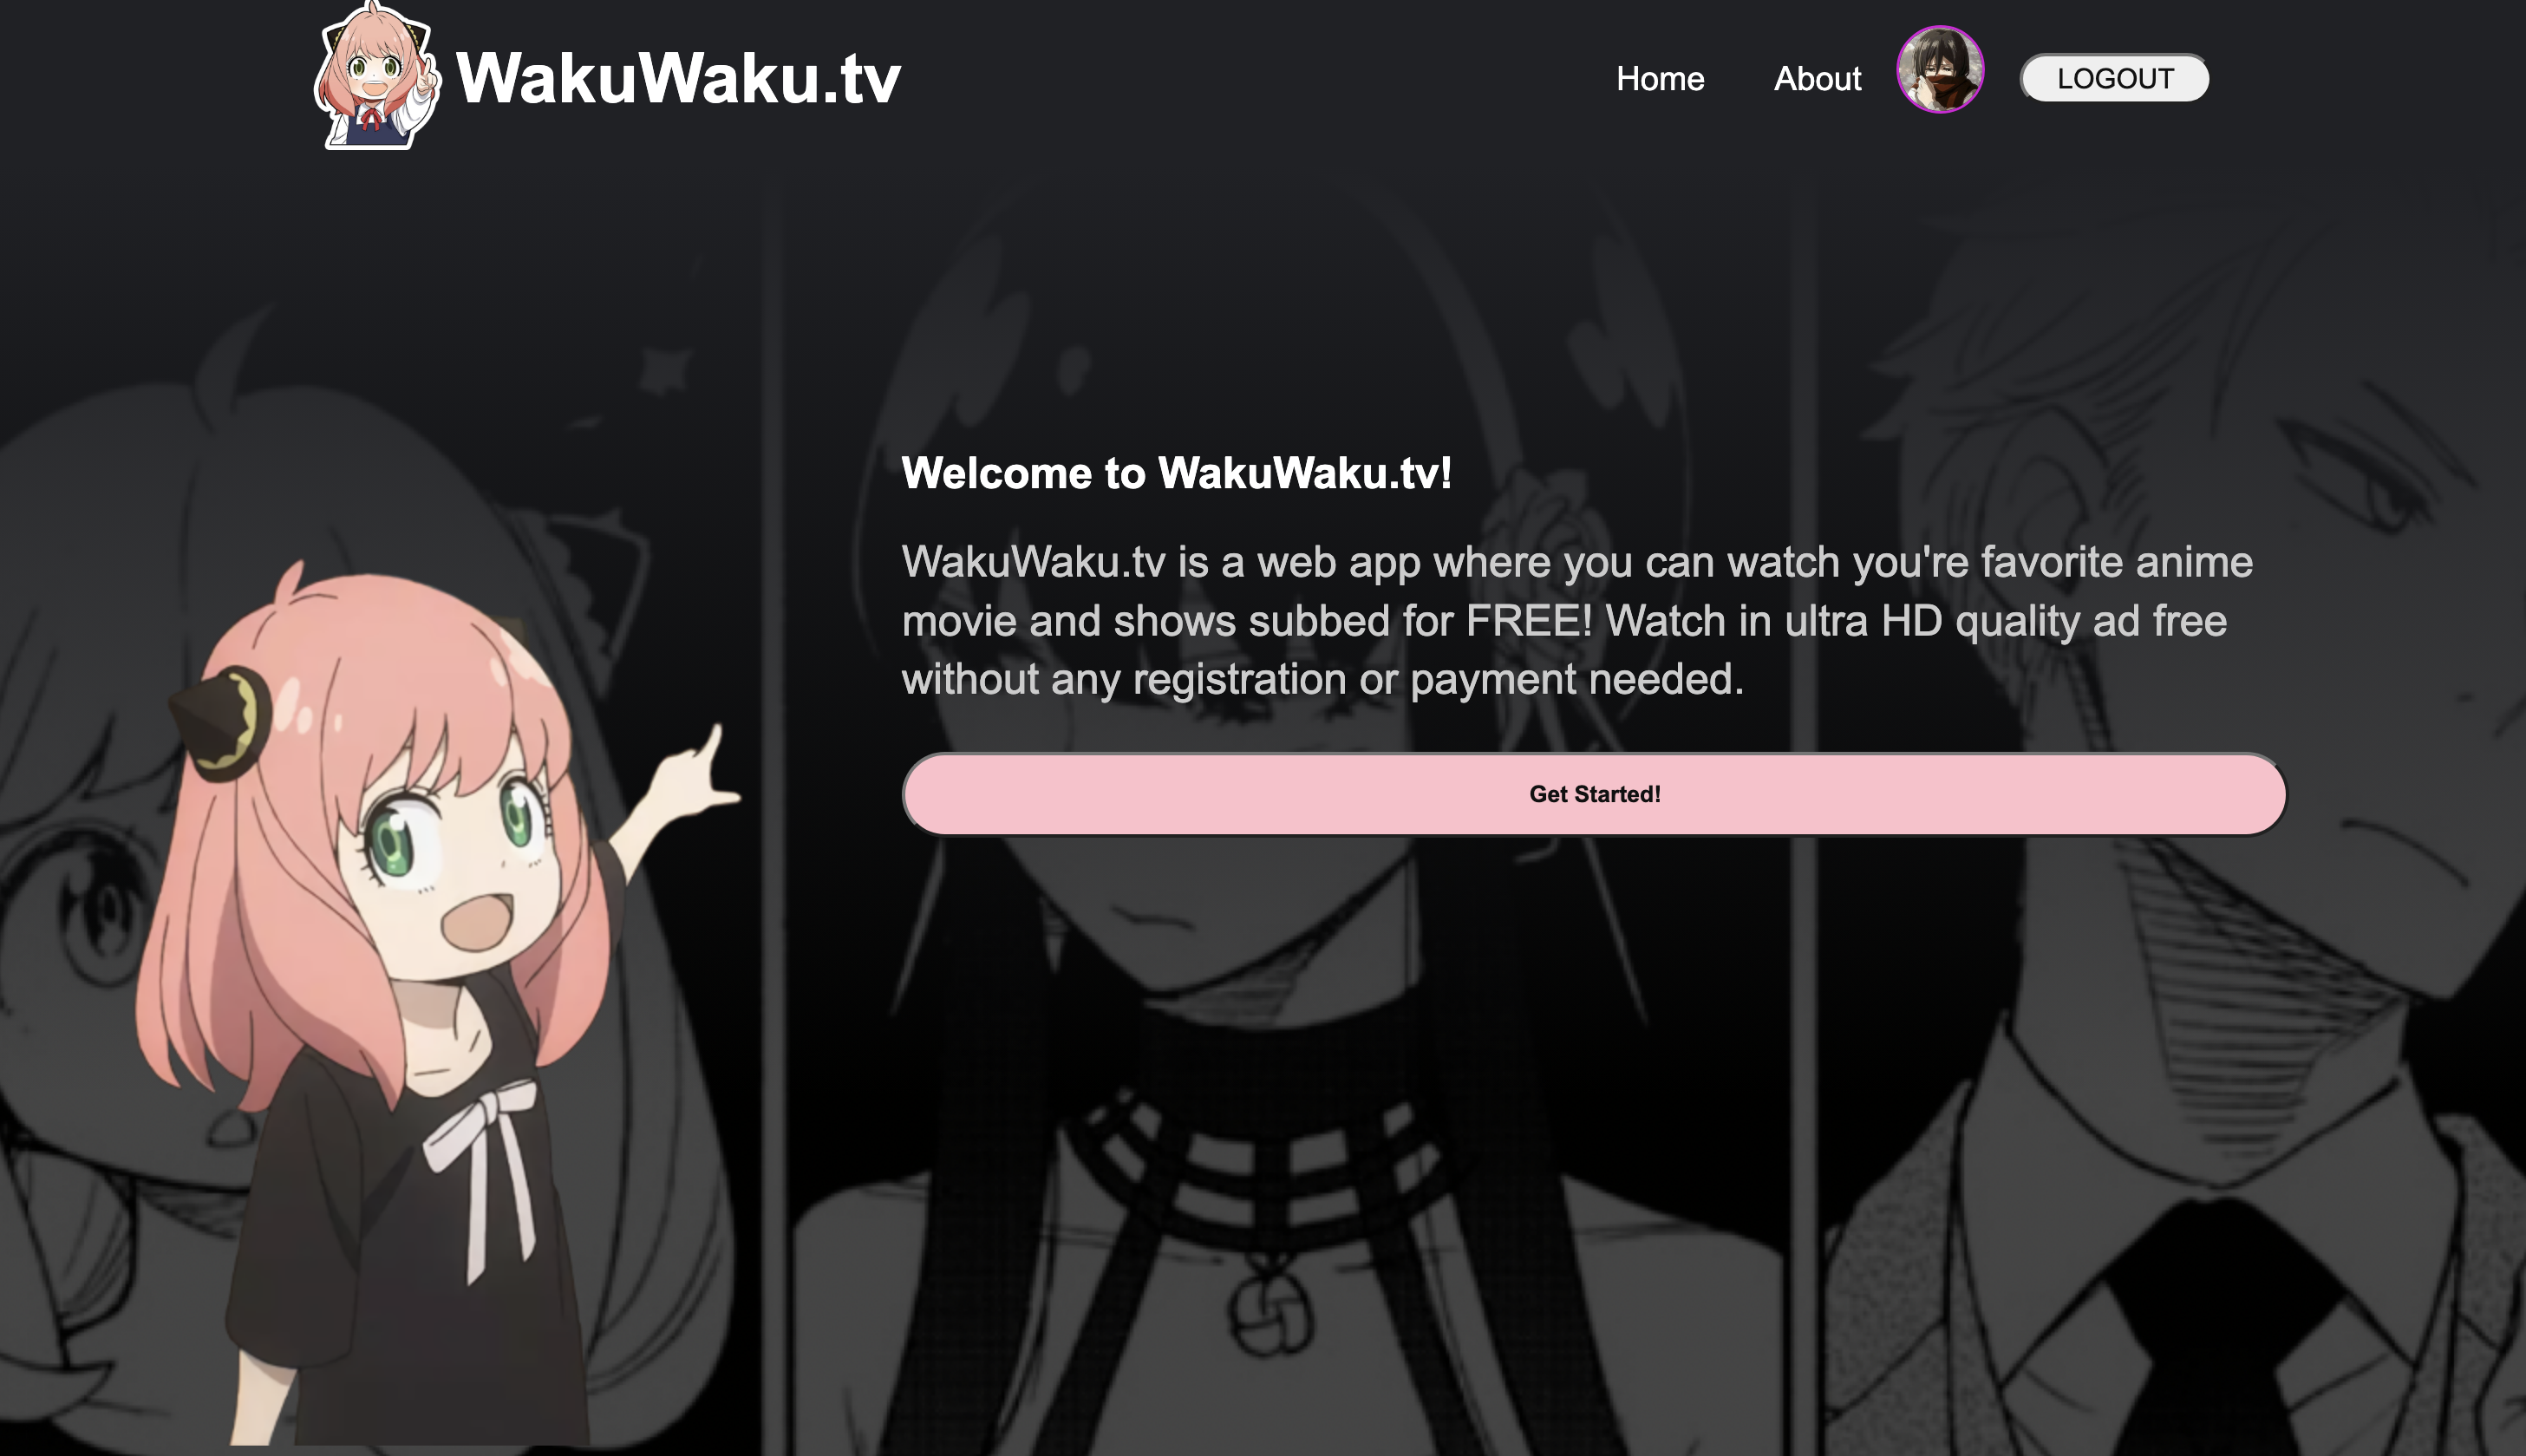 WakuWaku.tv
Home
About
LOGOUT
Welcome to WakuWaku.tv!
WakuWaku.tv is a web app where you can watch you're favorite anime
movie and shows subbed for FREE! Watch in ultra HD quality ad free
without any registration or payment needed.
Get Started!